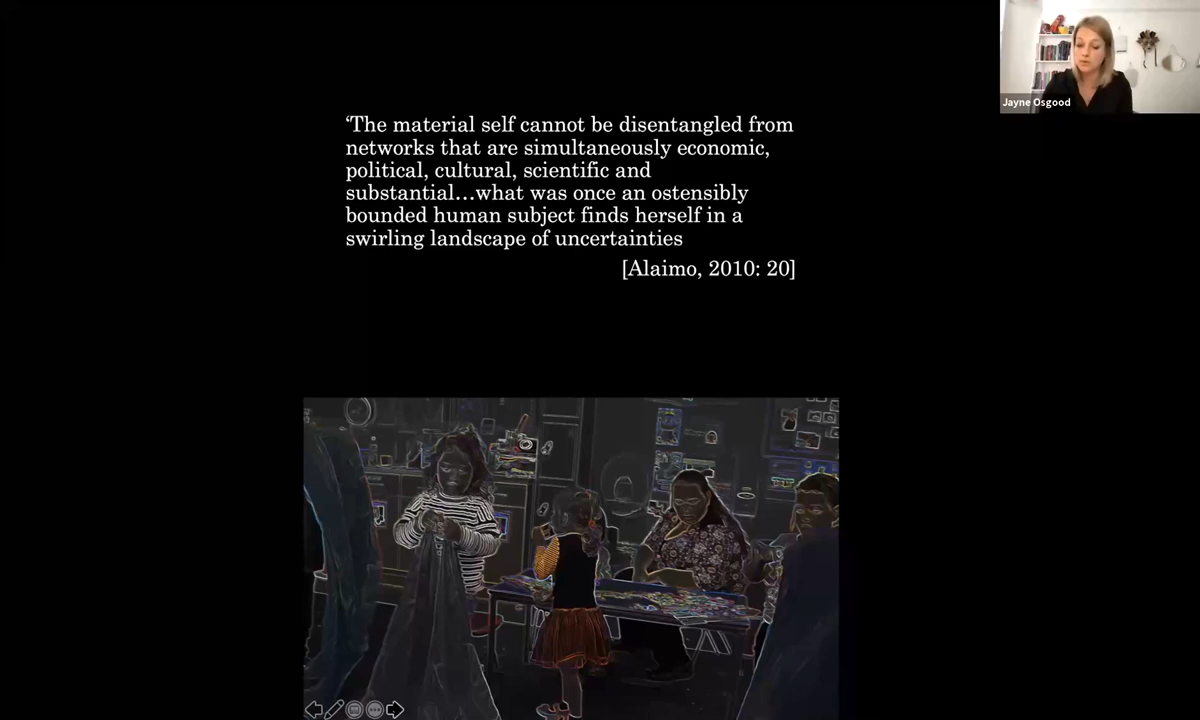 ‘The material self cannot be disentangled from
networks that are simultaneously economic,
political, cultural, scientific and
substantial…what was once an ostensibly
bounded human subject finds herself in a
swirling landscape of uncertainties
[Alaimo, 2010: 20]
Jayne Osgood